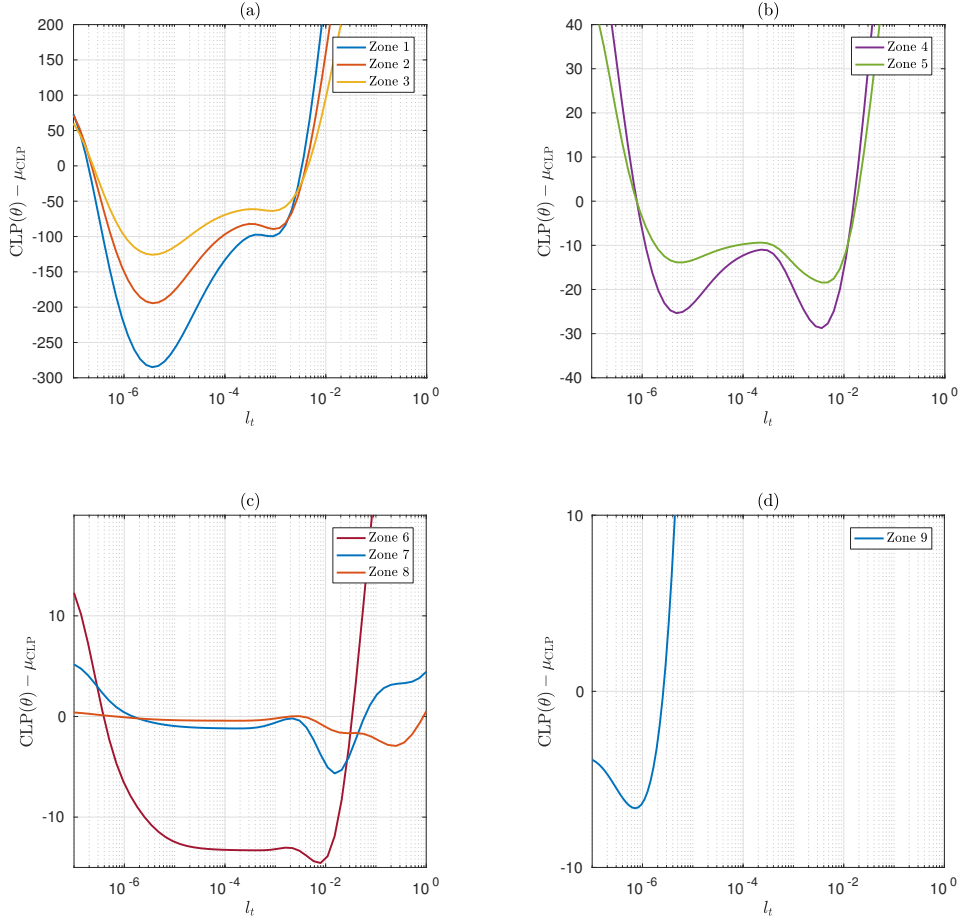 (a)
200
150
100
50
0
-50
-100
-150
-200
-250
-300
CLP(θ) − μ_CLP
10^-6
10^-4
10^-2
10^0
l_t
Zone 1
Zone 2
Zone 3
(b)
40
30
20
10
0
-10
-20
-30
-40
CLP(θ) − μ_CLP
10^-6
10^-4
10^-2
10^0
l_t
Zone 4
Zone 5
(c)
10
0
-10
CLP(θ) − μ_CLP
10^-6
10^-4
10^-2
10^0
l_t
Zone 6
Zone 7
Zone 8
(d)
10
5
0
-5
-10
CLP(θ) − μ_CLP
10^-6
10^-4
10^-2
10^0
l_t
Zone 9